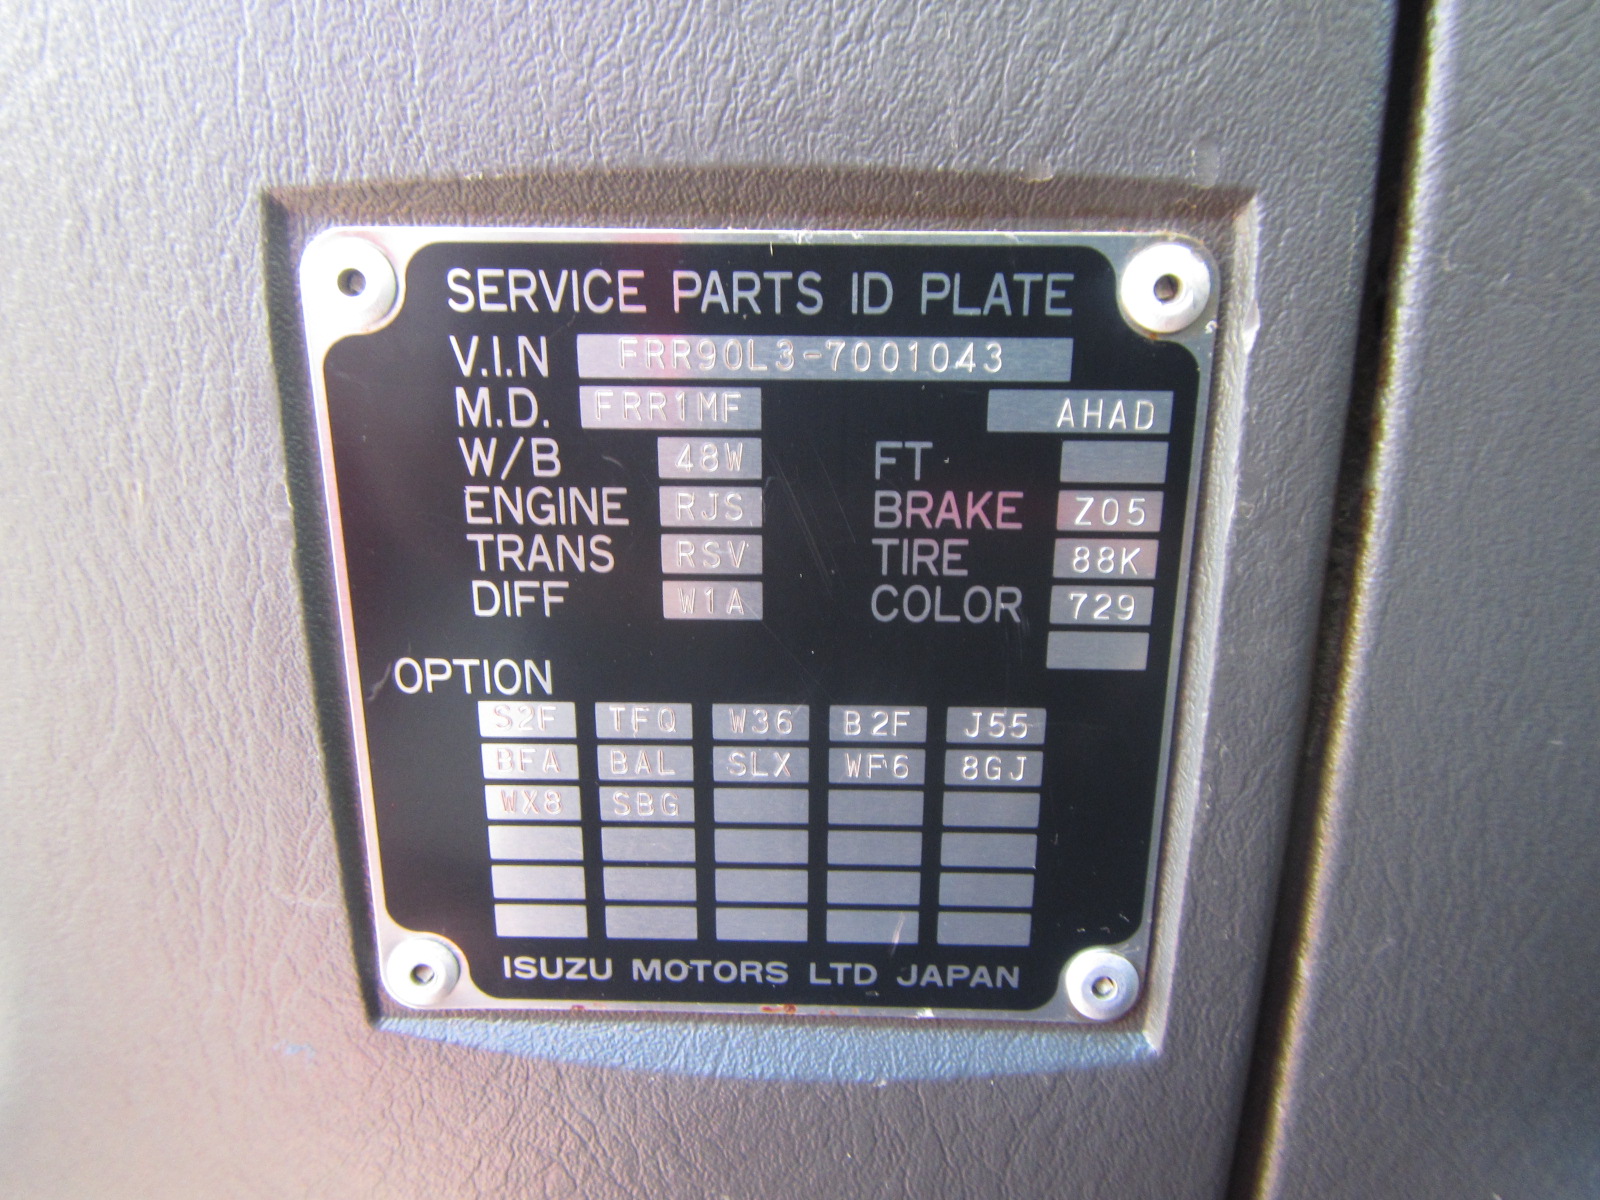 SERVICE PARTS ID PLATE
V.I.N FRR90L3-7001043
M.D. FRR1MF AHAD
W/B 48W FT
ENGINE RJS BRAKE Z05
TRANS RSV TIRE 88K
DIFF W1A COLOR 729
OPTION
S2F TFQ W36 B2F J55
BFA BAL SLX WF6 8GJ
WX8 SBG
ISUZU MOTORS LTD JAPAN